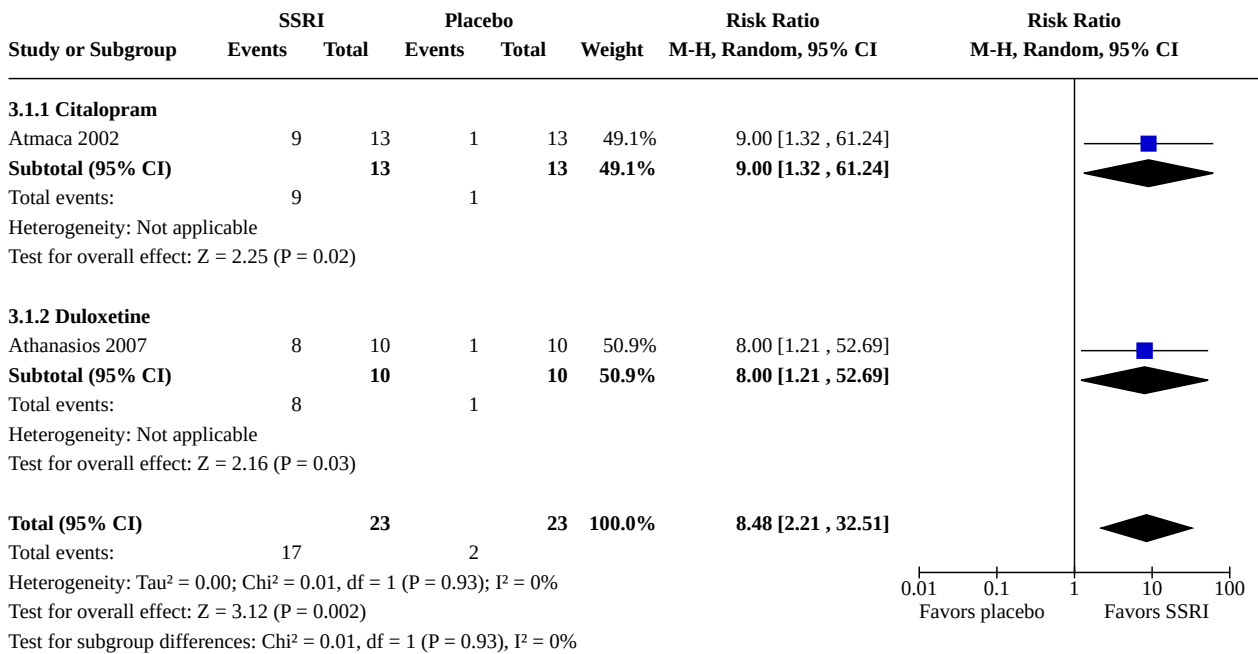 SSRI Placebo Risk Ratio Risk Ratio
Study or Subgroup Events Total Events Total Weight M-H, Random, 95% CI M-H, Random, 95% CI
3.1.1 Citalopram
Atmaca 2002 9 13 1 13 49.1% 9.00 [1.32 , 61.24]
Subtotal (95% CI) 13 13 49.1% 9.00 [1.32 , 61.24]
Total events: 9 1
Heterogeneity: Not applicable
Test for overall effect: Z = 2.25 (P = 0.02)
3.1.2 Duloxetine
Athanasios 2007 8 10 1 10 50.9% 8.00 [1.21 , 52.69]
Subtotal (95% CI) 10 10 50.9% 8.00 [1.21 , 52.69]
Total events: 8 1
Heterogeneity: Not applicable
Test for overall effect: Z = 2.16 (P = 0.03)
Total (95% CI) 23 23 100.0% 8.48 [2.21 , 32.51]
Total events: 17 2
Heterogeneity: Tau² = 0.00; Chi² = 0.01, df = 1 (P = 0.93); I² = 0%
0.01 0.1 1 10 100
Test for overall effect: Z = 3.12 (P = 0.002)
Favors placebo Favors SSRI
Test for subgroup differences: Chi² = 0.01, df = 1 (P = 0.93), I² = 0%